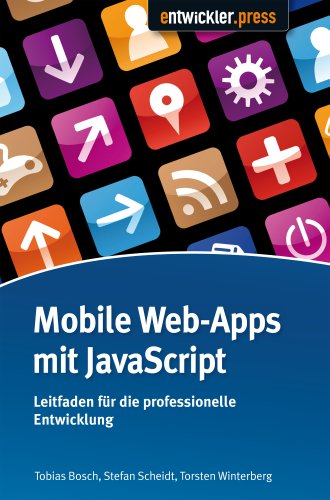 entwickler.press
Mobile Web-Apps
mit JavaScript
Leitfaden für die professionelle
Entwicklung
Tobias Bosch, Stefan Scheidt, Torsten Winterberg